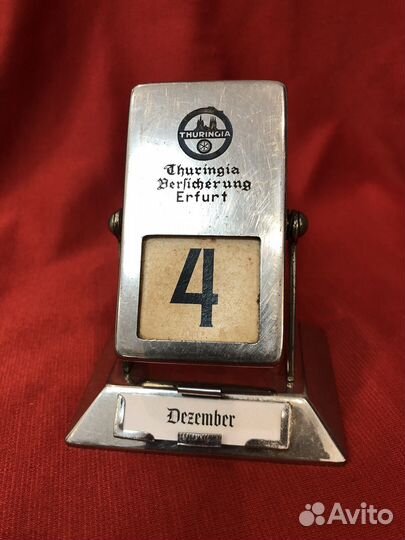 THURINGIA
Thuringia
Versicherung
Erfurt
4
Dezember
Avito